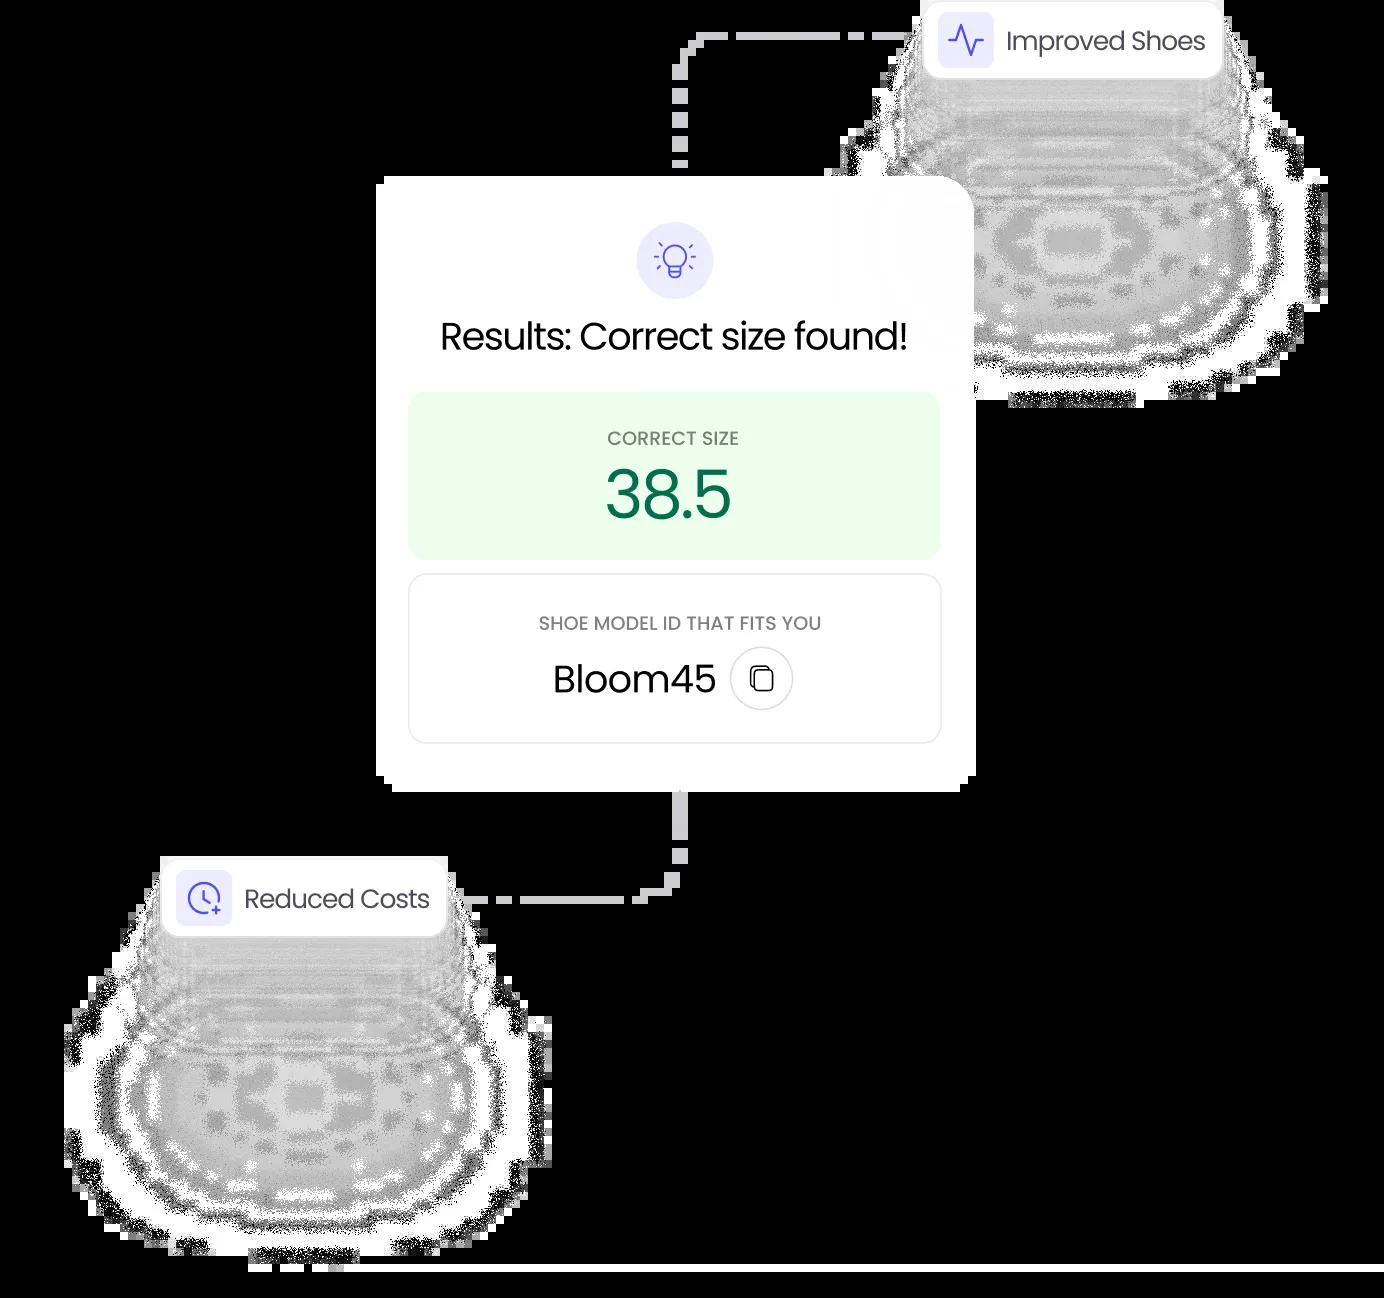 Improved Shoes
Results: Correct size found!
CORRECT SIZE
38.5
SHOE MODEL ID THAT FITS YOU
Bloom45
Reduced Costs